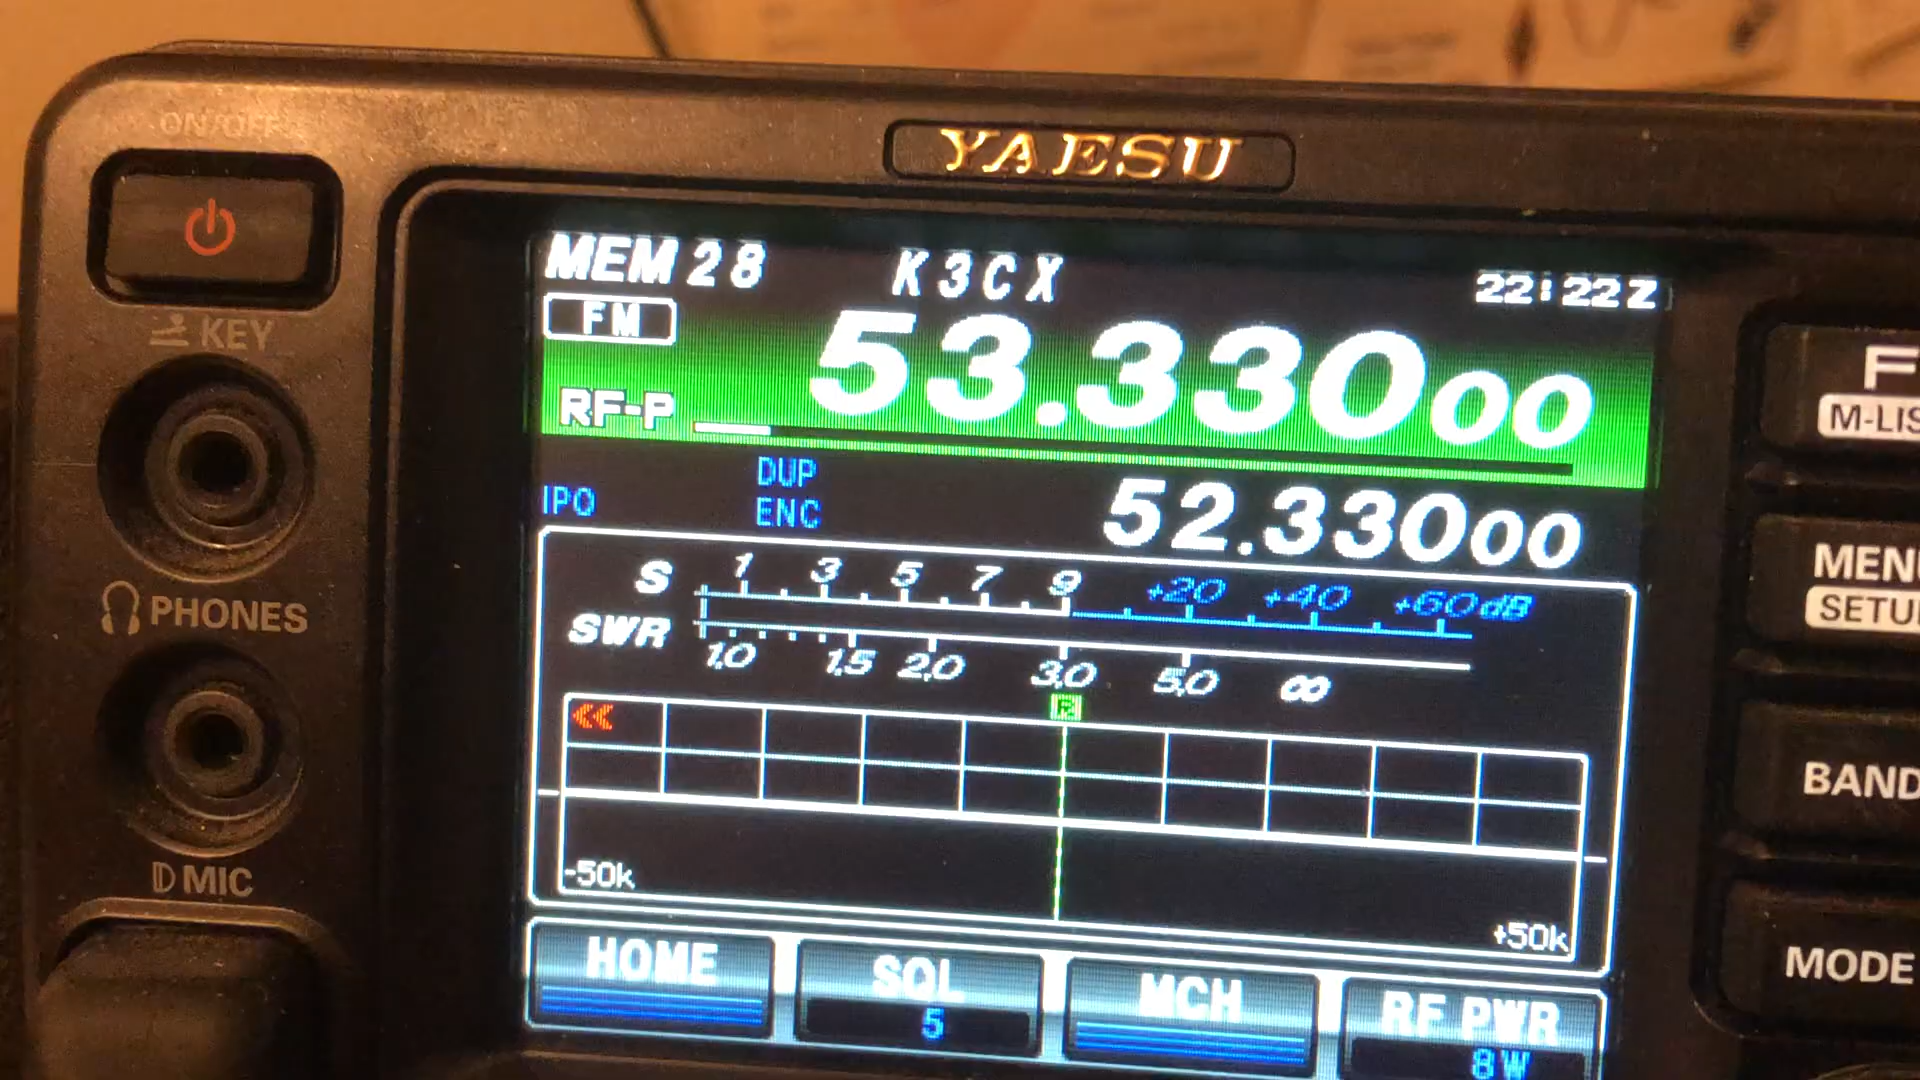 ON/OFF
YAESU
MEM 28 K3CX 22:22Z
FM 53.33000
RF-P
DUP
IPO ENC 52.33000
S 1 3 5 7 9 +20 +40 +60dB
SWR 1.0 1.5 2.0 3.0 5.0 ∞
R
-50k +50k
HOME SQL MCH RF PWR
5 8W
KEY
PHONES
MIC
F
M-LIS
MENU
SETU
BAND
MODE